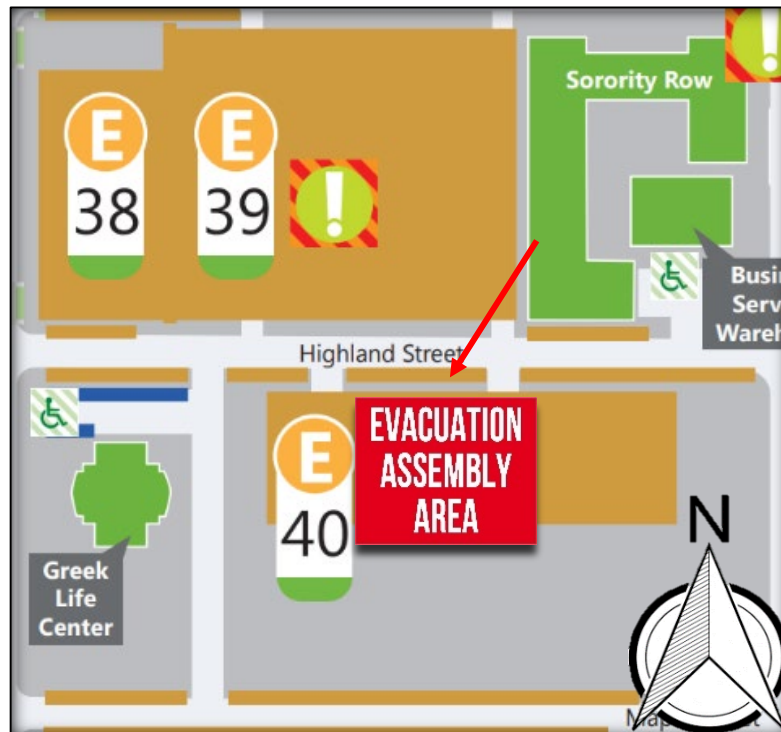 Sorority Row
E
38
E
39
!
!
Highland Street
EVACUATION
ASSEMBLY
AREA
E
40
Greek
Life
Center
N